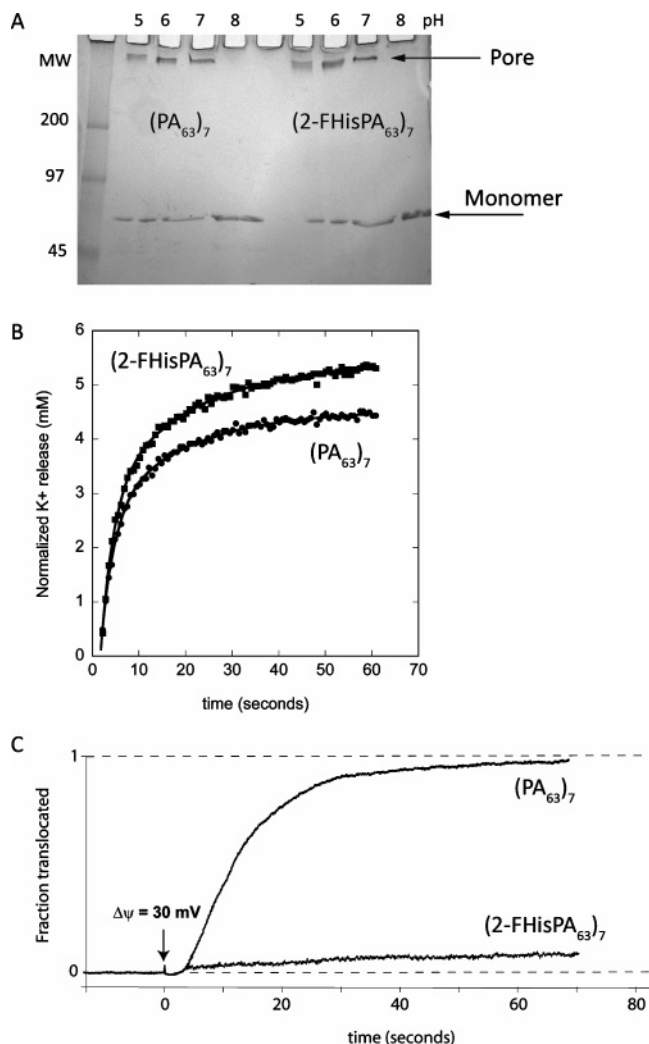 A
5 6 7 8 5 6 7 8 pH
MW
Pore
200
(PA63)7
(2-FHisPA63)7
97
Monomer
45
B
6
(2-FHisPA63)7
5
4
(PA63)7
3
2
1
0
Normalized K+ release (mM)
0 10 20 30 40 50 60 70
time (seconds)
C
1
(PA63)7
Fraction translocated
Δψ = 30 mV
(2-FHisPA63)7
0
0 20 40 60 80
time (seconds)